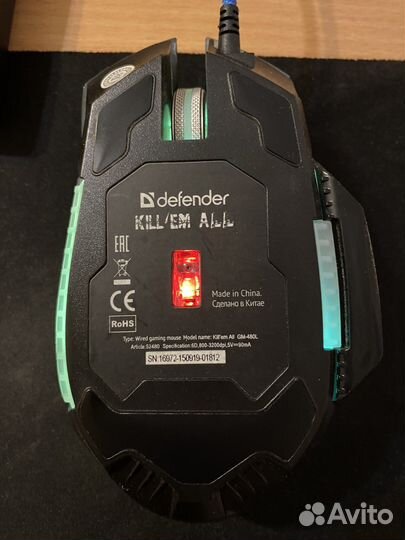 defender
KILL'EM ALL
EAC
CE
RoHS
Made in China.
Сделано в Китае
Type: Wired gaming mouse Model name: Kill'em All GM-480L
Article:52480 Specification:6D,800-3200dpi,5V⎓90mA
SN:16972-150919-01812
Avito